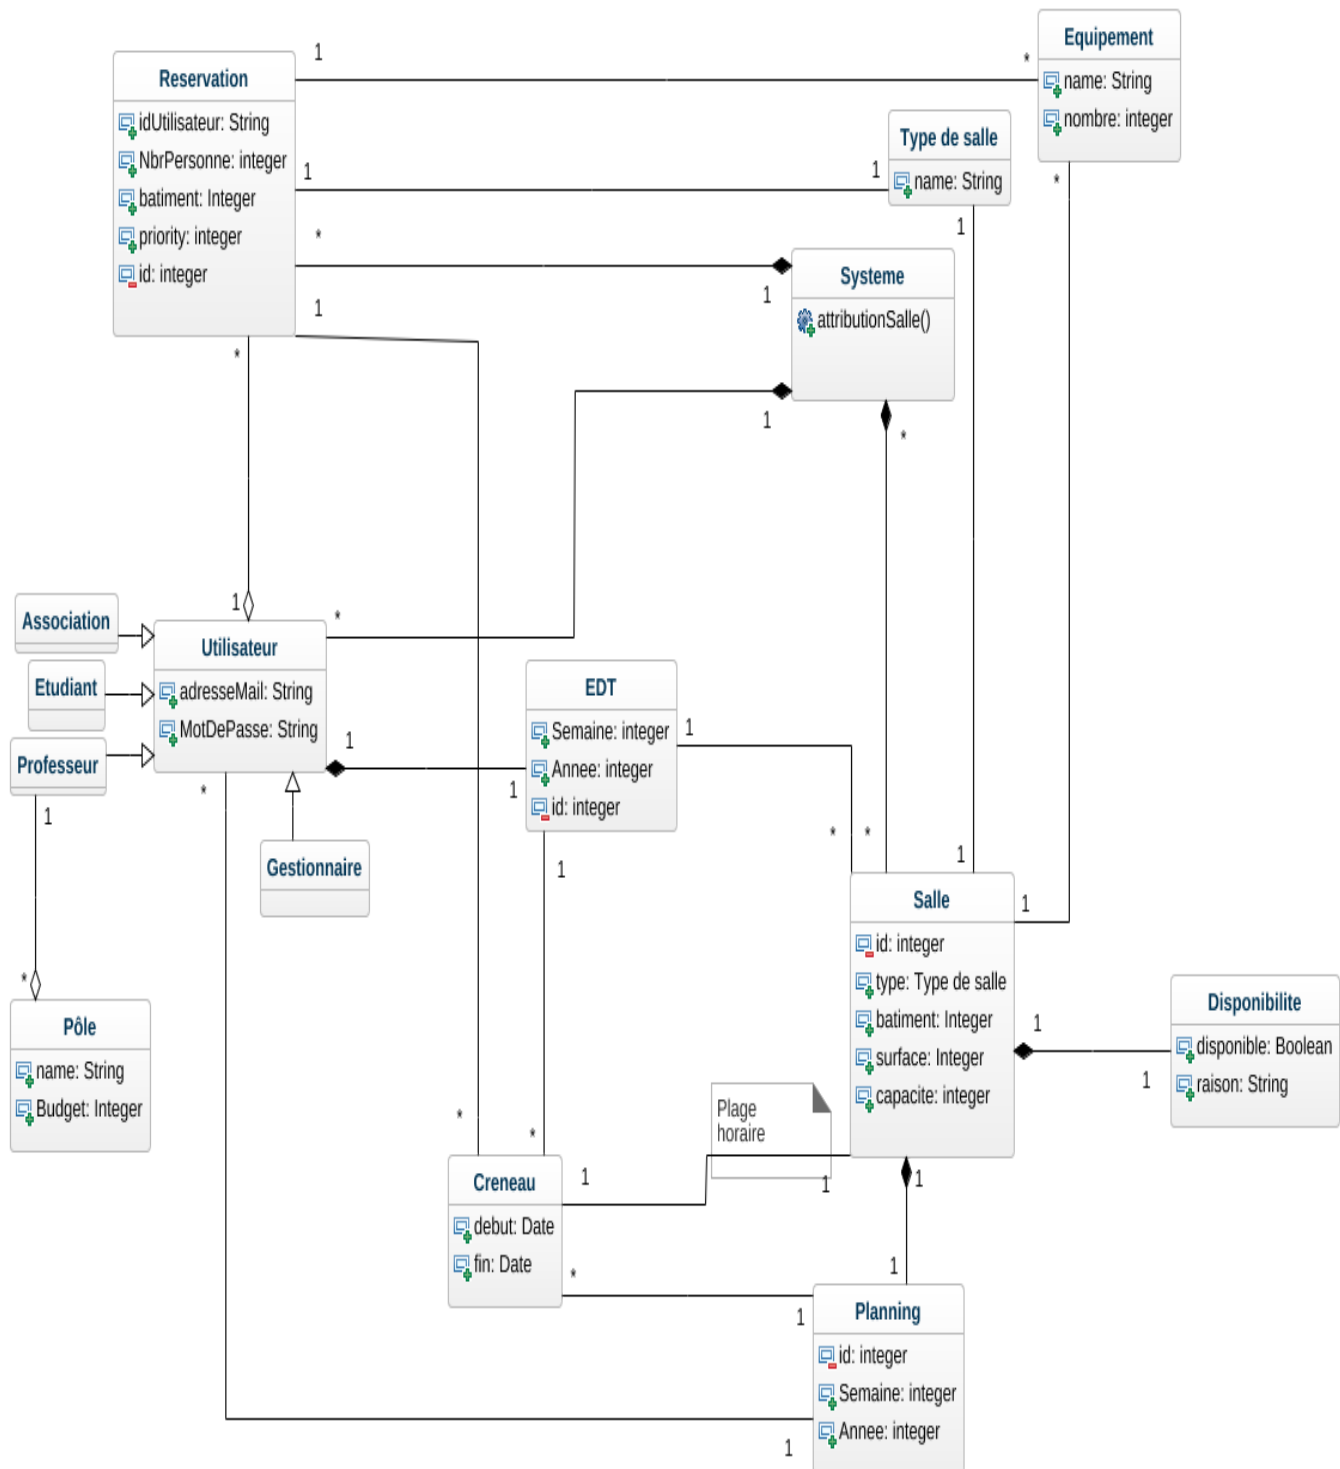 1
*
Equipement
name: String
nombre: integer
Reservation
idUtilisateur: String
NbrPersonne: integer
batiment: Integer
priority: integer
id: integer
1
1
Type de salle
name: String
*
1
*
1
1
Systeme
attributionSalle()
1
*
*
1
Association
Etudiant
Professeur
Utilisateur
adresseMail: String
MotDePasse: String
*
1
1
EDT
Semaine: integer
Annee: integer
id: integer
1
1
*
Gestionnaire
1
*
*
1
1
Salle
id: integer
type: Type de salle
batiment: Integer
surface: Integer
capacite: integer
1
*
Pôle
name: String
Budget: Integer
1
1
Disponibilite
disponible: Boolean
raison: String
Plage
horaire
*
*
1
1
1
Creneau
debut: Date
fin: Date
*
1
1
Planning
id: integer
Semaine: integer
Annee: integer
1